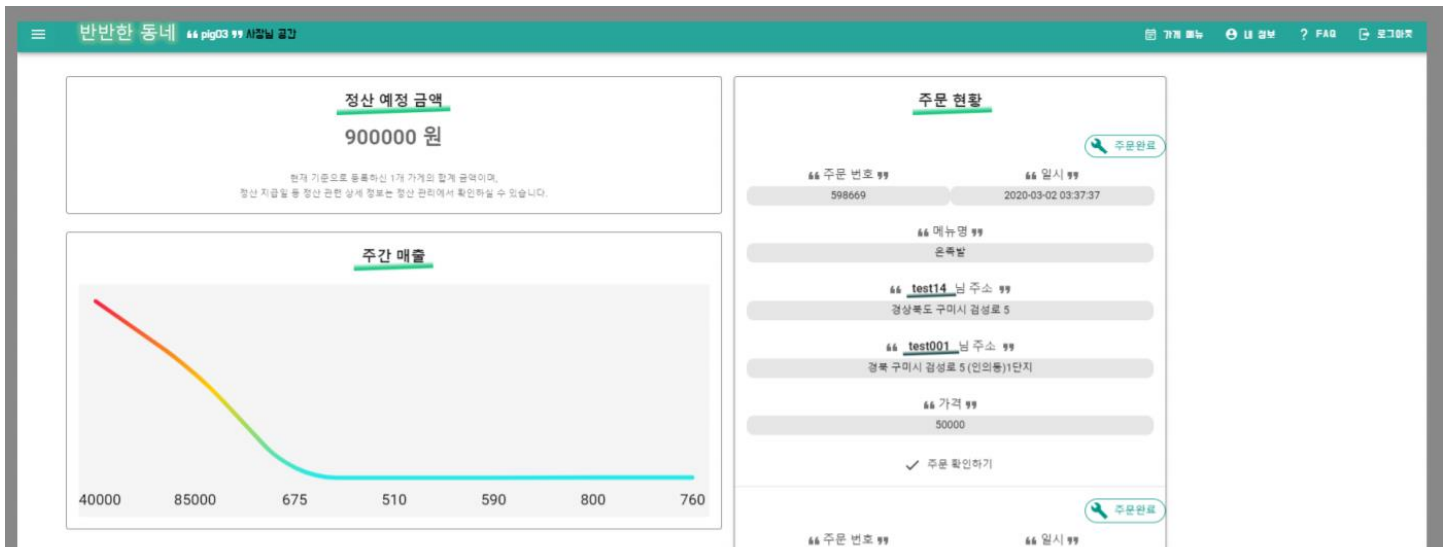 반반한 동네 ❝ pig03 ❞ 사장님 공간
가게 메뉴 내 정보 ? FAQ 로그아웃
정산 예정 금액
900000 원
현재 기준으로 등록하신 1개 가게의 합계 금액이며,
정산 지급일 등 정산 관련 상세 정보는 정산 관리에서 확인하실 수 있습니다.
주간 매출
40000 85000 675 510 590 800 760
주문 현황
주문완료
❝ 주문 번호 ❞ ❝ 일시 ❞
598669 2020-03-02 03:37:37
❝ 메뉴명 ❞
온족발
❝ test14 님 주소 ❞
경상북도 구미시 검성로 5
❝ test001 님 주소 ❞
경북 구미시 검성로 5 (인의동)1단지
❝ 가격 ❞
50000
주문 확인하기
주문완료
❝ 주문 번호 ❞ ❝ 일시 ❞